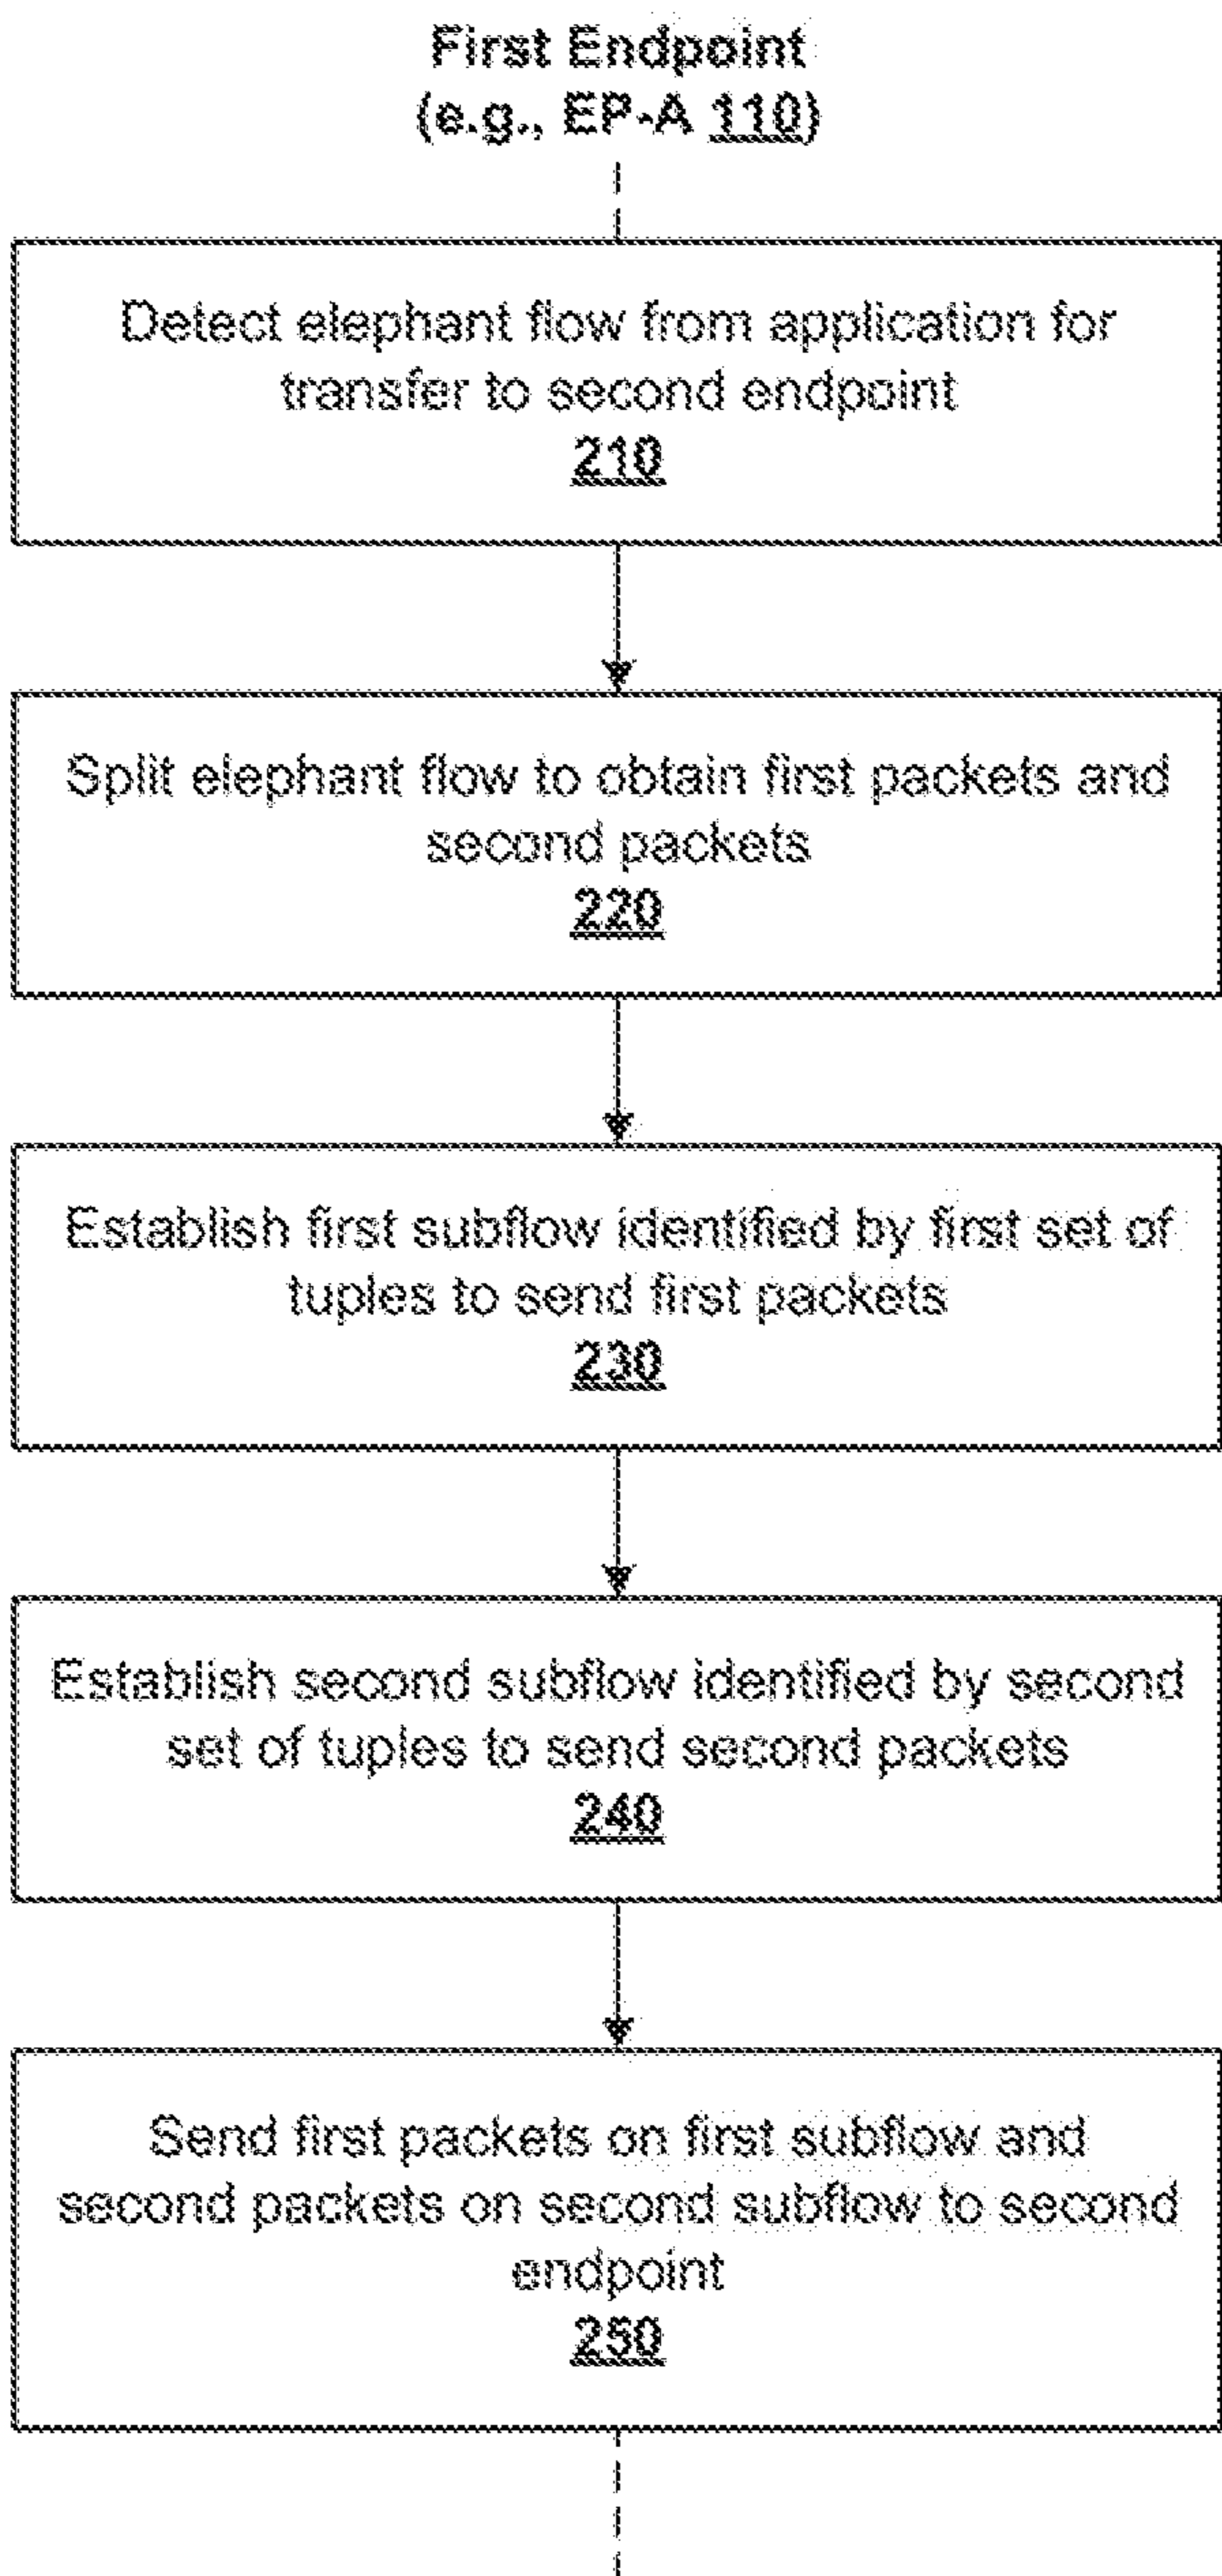 First Endpoint
(e.g., EP-A 110)
Detect elephant flow from application for
transfer to second endpoint
210
Split elephant flow to obtain first packets and
second packets
220
Establish first subflow identified by first set of
tuples to send first packets
230
Establish second subflow identified by second
set of tuples to send second packets
240
Send first packets on first subflow and
second packets on second subflow to second
endpoint
250